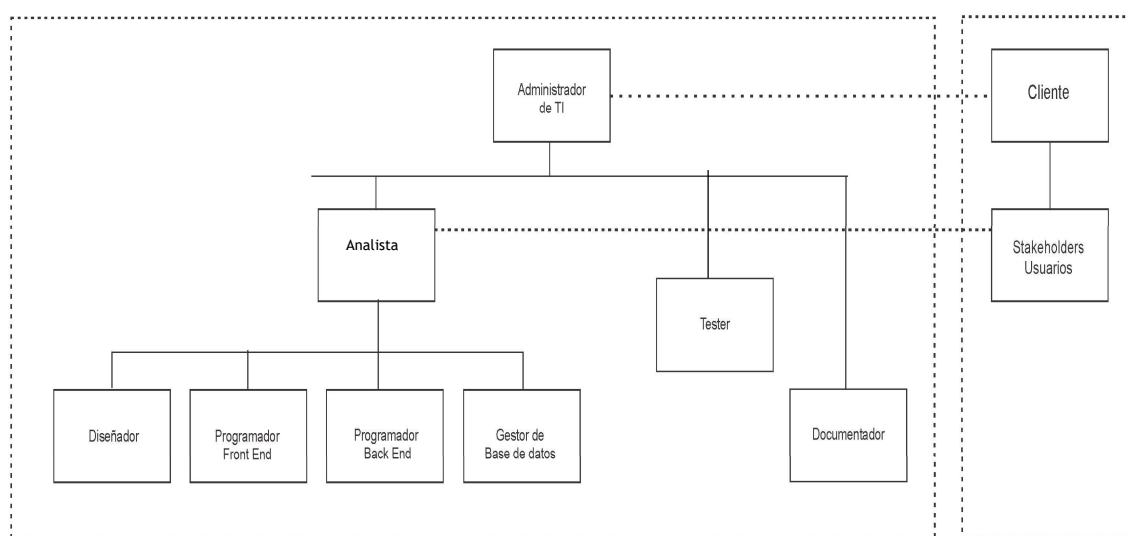 Administrador
de TI
Cliente
Analista
Stakeholders
Usuarios
Tester
Diseñador
Programador
Front End
Programador
Back End
Gestor de
Base de datos
Documentador